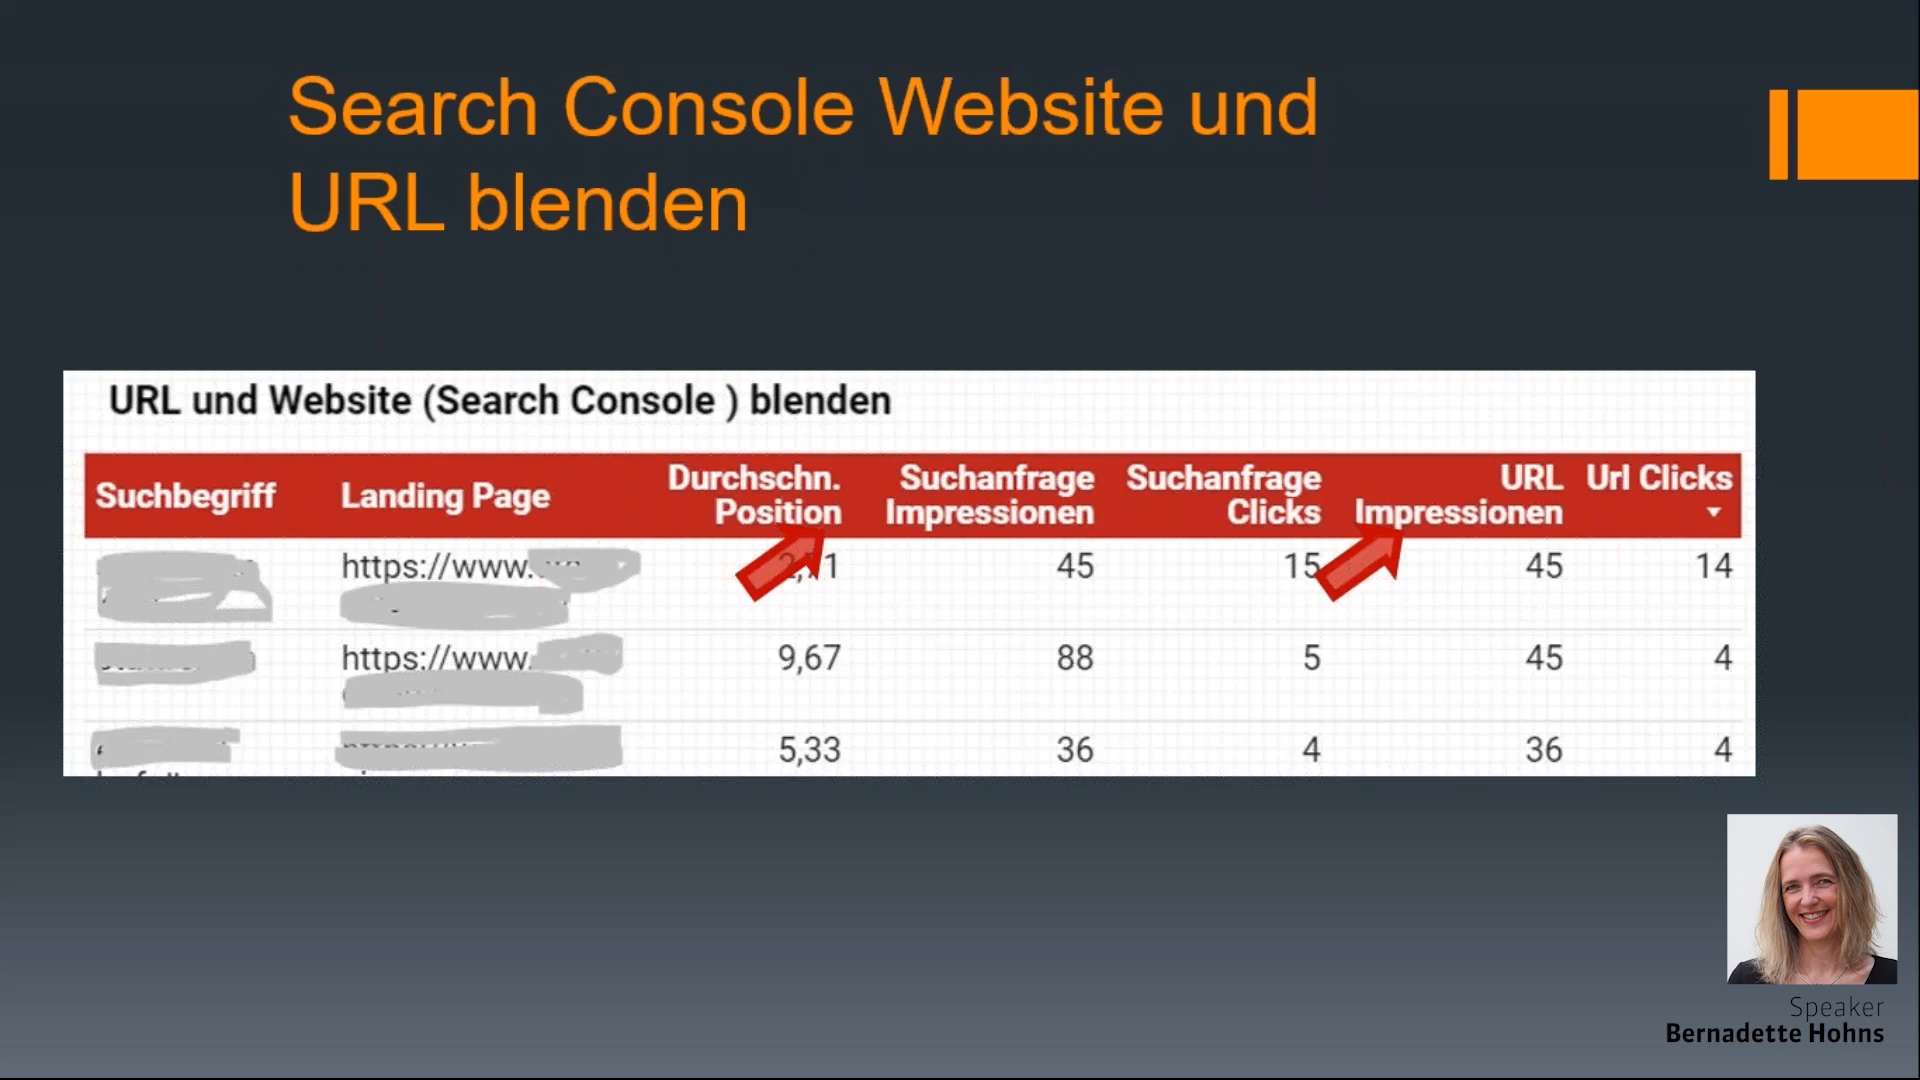 Search Console Website und
URL blenden
URL und Website (Search Console ) blenden
Suchbegriff Landing Page Durchschn. Position Suchanfrage Impressionen Suchanfrage Clicks URL Impressionen Url Clicks
https://www. 45 15 45 14
https://www. 9,67 88 5 45 4
5,33 36 4 36 4
Speaker
Bernadette Hohns